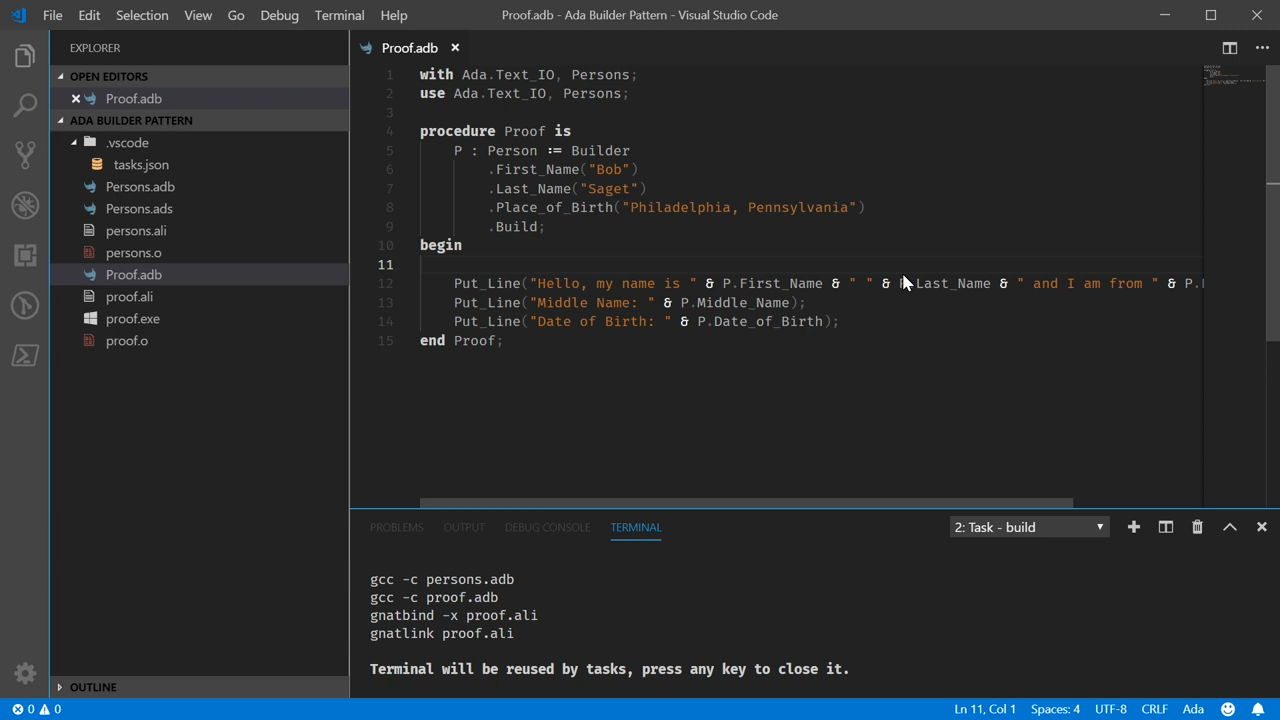 File Edit Selection View Go Debug Terminal Help
Proof.adb - Ada Builder Pattern - Visual Studio Code
EXPLORER
OPEN EDITORS
Proof.adb
ADA BUILDER PATTERN
.vscode
tasks.json
Persons.adb
Persons.ads
persons.ali
persons.o
Proof.adb
proof.ali
proof.exe
proof.o
OUTLINE
Proof.adb
1 with Ada.Text_IO, Persons;
2 use Ada.Text_IO, Persons;
3
4 procedure Proof is
5 P : Person := Builder
6 .First_Name("Bob")
7 .Last_Name("Saget")
8 .Place_of_Birth("Philadelphia, Pennsylvania")
9 .Build;
10 begin
11
12 Put_Line("Hello, my name is " & P.First_Name & " " & P.Last_Name & " and I am from " & P.
13 Put_Line("Middle Name: " & P.Middle_Name);
14 Put_Line("Date of Birth: " & P.Date_of_Birth);
15 end Proof;
PROBLEMS OUTPUT DEBUG CONSOLE TERMINAL
2: Task - build
gcc -c persons.adb
gcc -c proof.adb
gnatbind -x proof.ali
gnatlink proof.ali
Terminal will be reused by tasks, press any key to close it.
0 0
Ln 11, Col 1 Spaces: 4 UTF-8 CRLF Ada